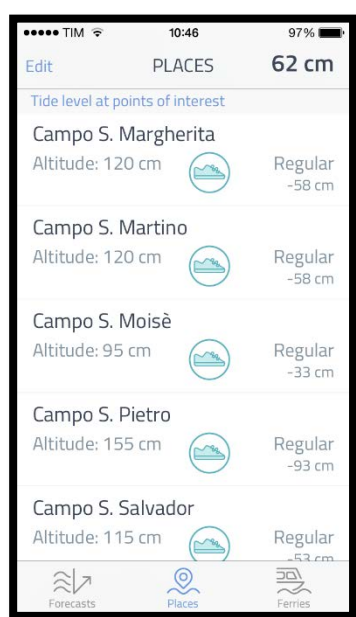 TIM 10:46 97%
Edit PLACES 62 cm
Tide level at points of interest
Campo S. Margherita
Altitude: 120 cm Regular
-58 cm
Campo S. Martino
Altitude: 120 cm Regular
-58 cm
Campo S. Moisè
Altitude: 95 cm Regular
-33 cm
Campo S. Pietro
Altitude: 155 cm Regular
-93 cm
Campo S. Salvador
Altitude: 115 cm Regular
-53 cm
Forecasts Places Ferries